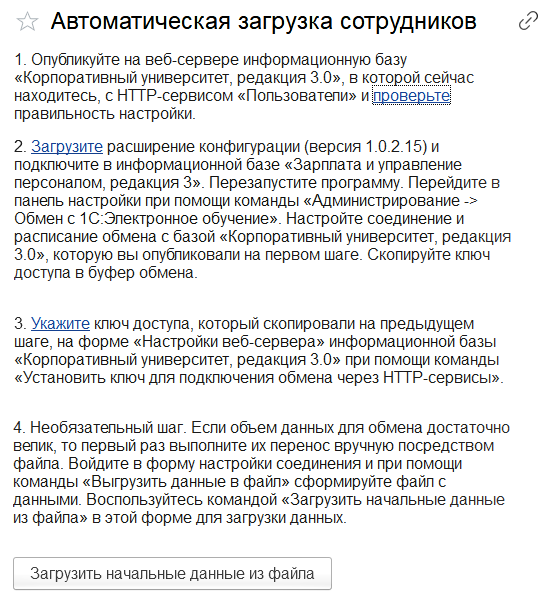 Автоматическая загрузка сотрудников
1. Опубликуйте на веб-сервере информационную базу
«Корпоративный университет, редакция 3.0», в которой сейчас
находитесь, с HTTP-сервисом «Пользователи» и проверьте
правильность настройки.
2. Загрузите расширение конфигурации (версия 1.0.2.15) и
подключите в информационной базе «Зарплата и управление
персоналом, редакция 3». Перезапустите программу. Перейдите в
панель настройки при помощи команды «Администрирование ->
Обмен с 1С:Электронное обучение». Настройте соединение и
расписание обмена с базой «Корпоративный университет, редакция
3.0», которую вы опубликовали на первом шаге. Скопируйте ключ
доступа в буфер обмена.
3. Укажите ключ доступа, который скопировали на предыдущем
шаге, на форме «Настройки веб-сервера» информационной базы
«Корпоративный университет, редакция 3.0» при помощи команды
«Установить ключ для подключения обмена через HTTP-сервисы».
4. Необязательный шаг. Если объем данных для обмена достаточно
велик, то первый раз выполните их перенос вручную посредством
файла. Войдите в форму настройки соединения и при помощи
команды «Выгрузить данные в файл» сформируйте файл с
данными. Воспользуйтесь командой «Загрузить начальные данные
из файла» в этой форме для загрузки данных.
Загрузить начальные данные из файла